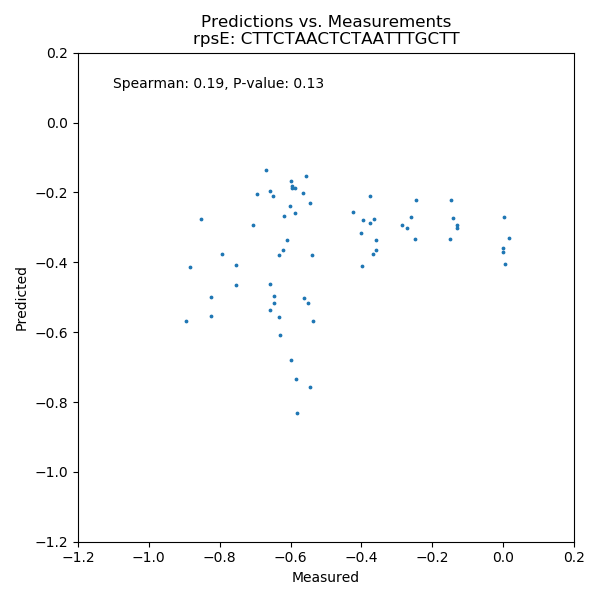 Predictions vs. Measurements
rpsE: CTTCTAACTCTAATTTGCTT
Spearman: 0.19, P-value: 0.13
0.2
0.0
−0.2
−0.4
−0.6
−0.8
−1.0
−1.2
Predicted
−1.2 −1.0 −0.8 −0.6 −0.4 −0.2 0.0 0.2
Measured